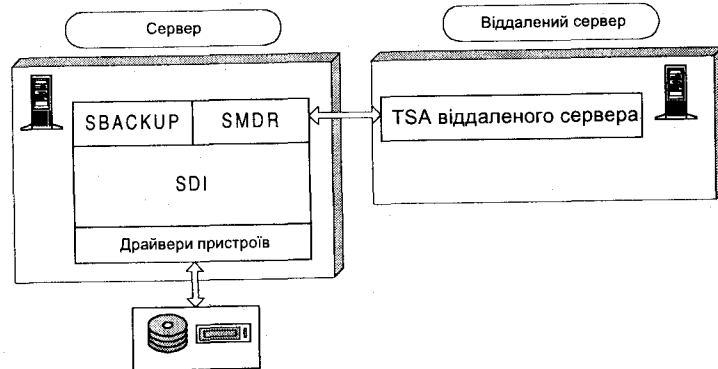 Сервер
Віддалений сервер
SBACKUP
SMDR
TSA віддаленого сервера
SDI
Драйвери пристроїв